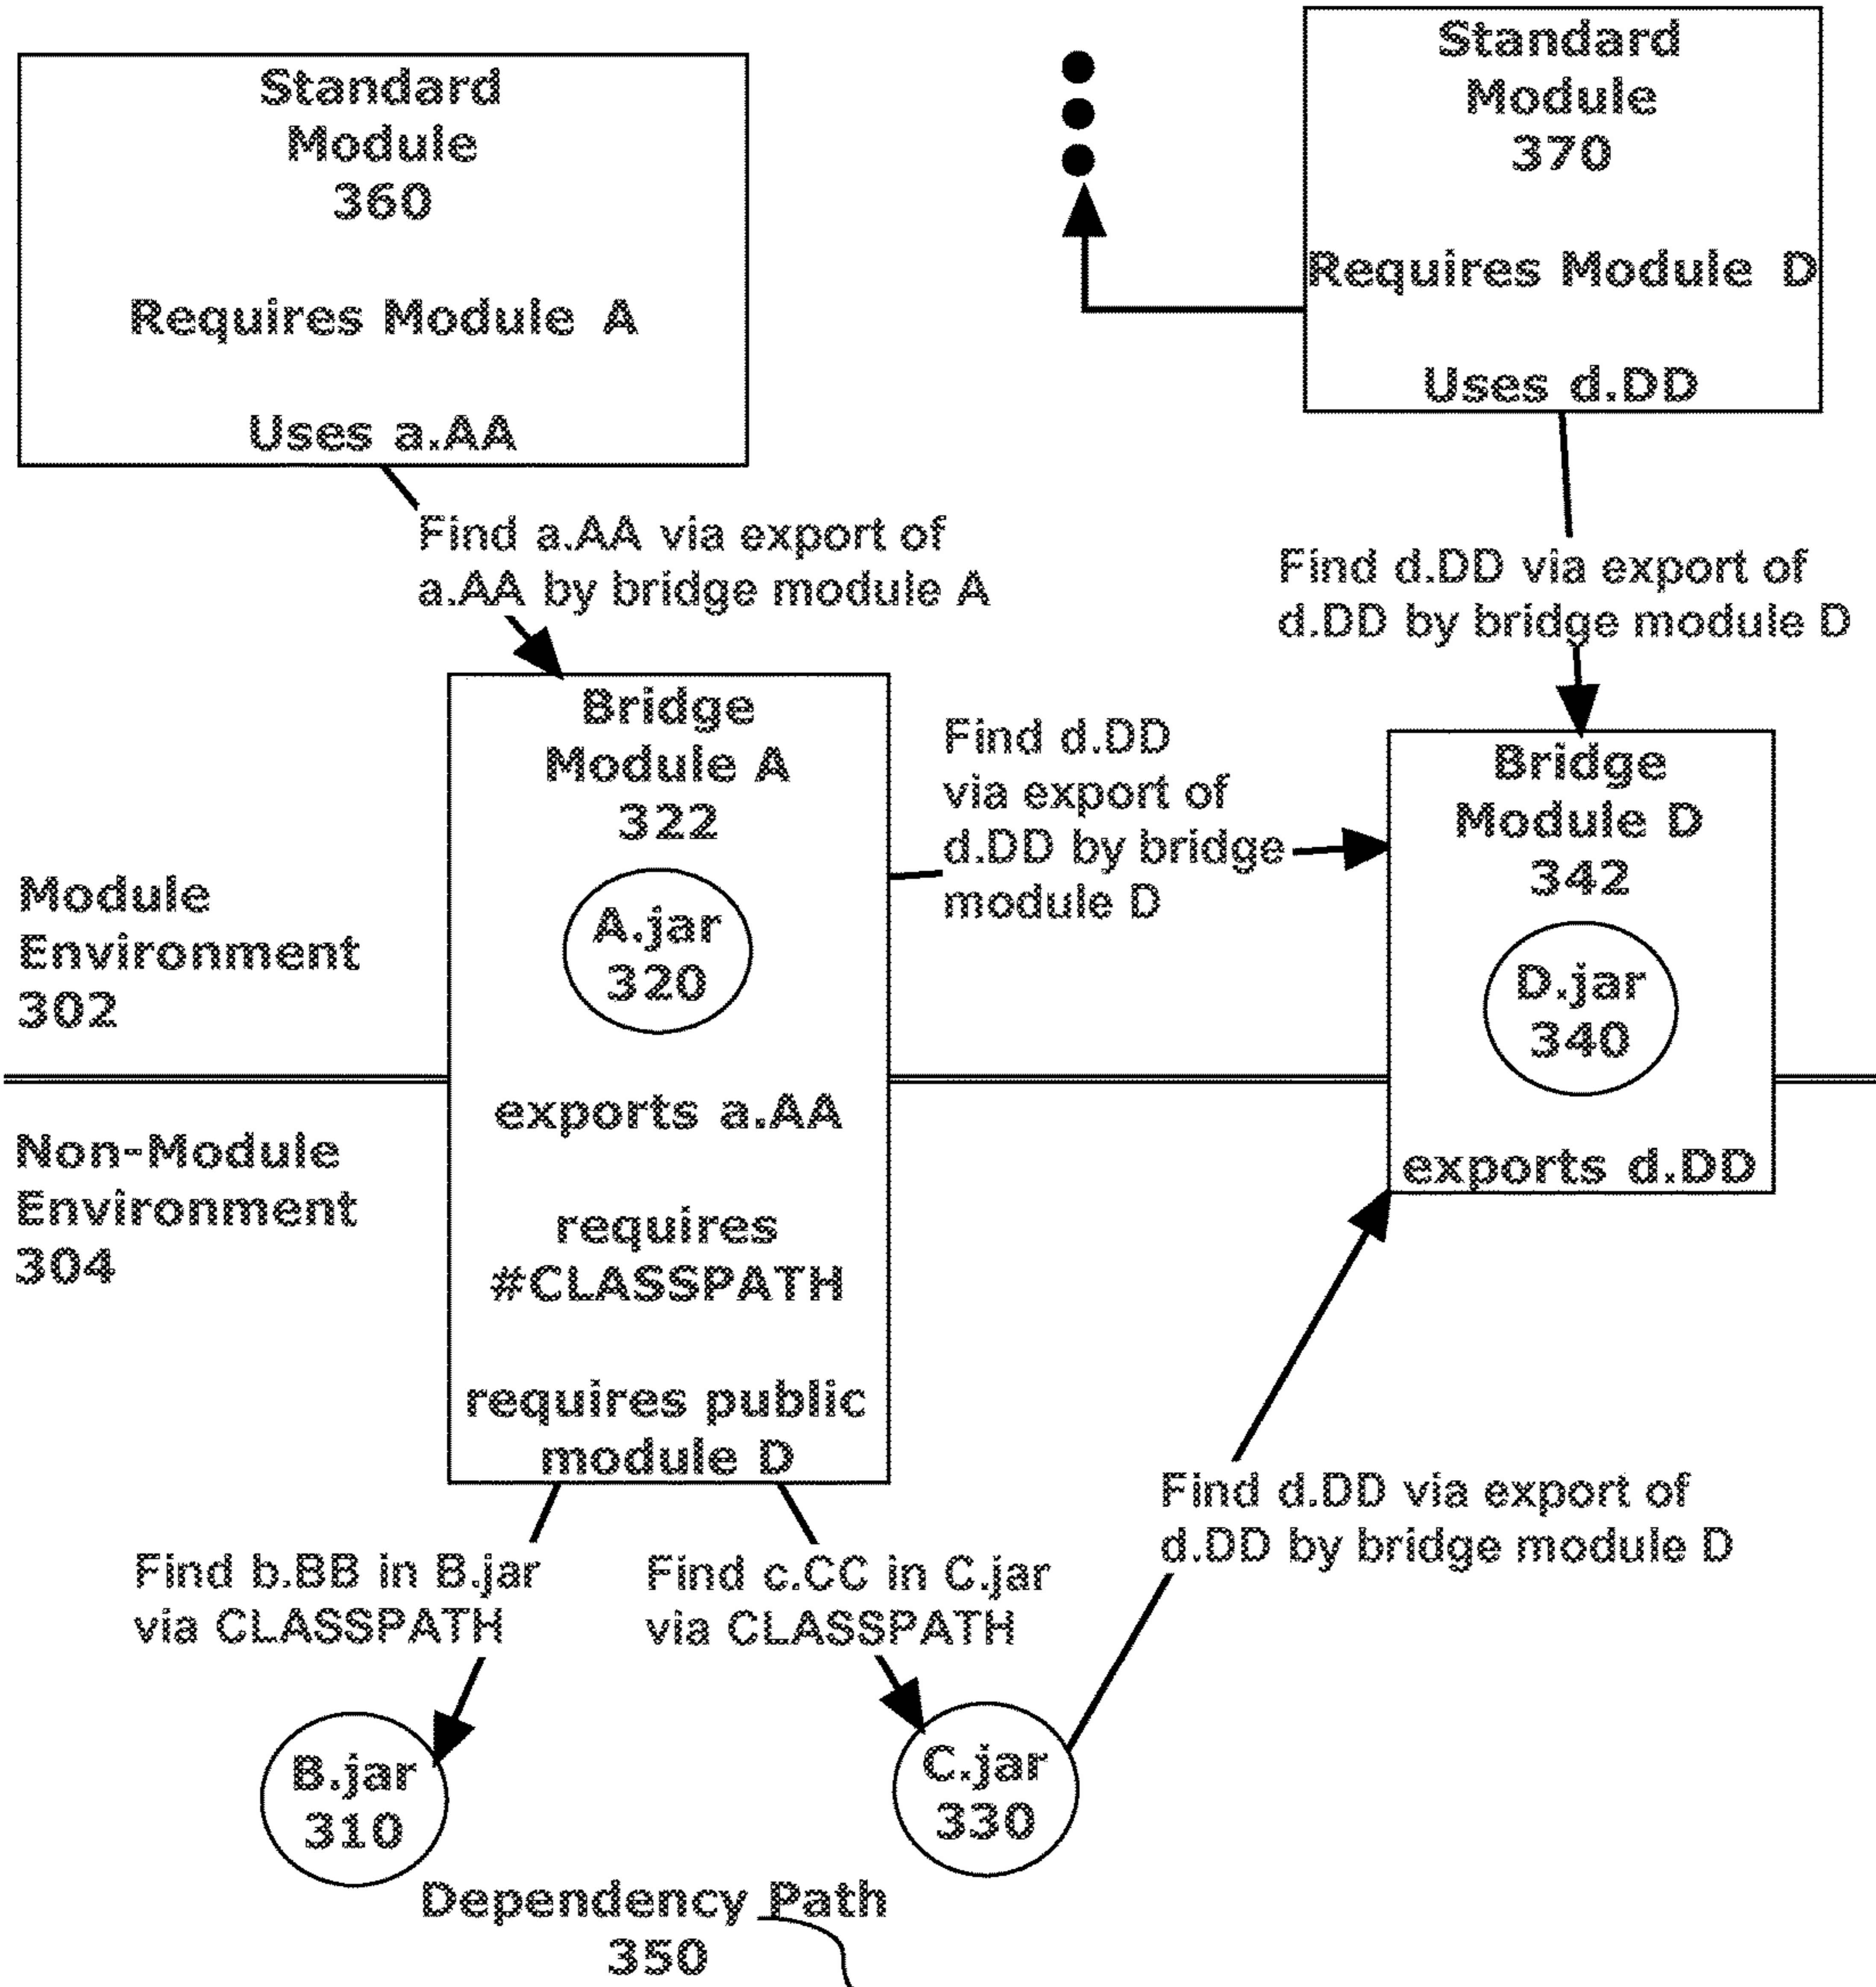 Standard
Module
360
Requires Module A
Uses a.AA
Standard
Module
370
Requires Module D
Uses d.DD
Find a.AA via export of
a.AA by bridge module A
Find d.DD via export of
d.DD by bridge module D
Bridge
Module A
322
A.jar
320
exports a.AA
requires
#CLASSPATH
requires public
module D
Find d.DD
via export of
d.DD by bridge
module D
Bridge
Module D
342
D.jar
340
exports d.DD
Module
Environment
302
Non-Module
Environment
304
Find b.BB in B.jar
via CLASSPATH
Find c.CC in C.jar
via CLASSPATH
Find d.DD via export of
d.DD by bridge module D
B.jar
310
C.jar
330
Dependency Path
350